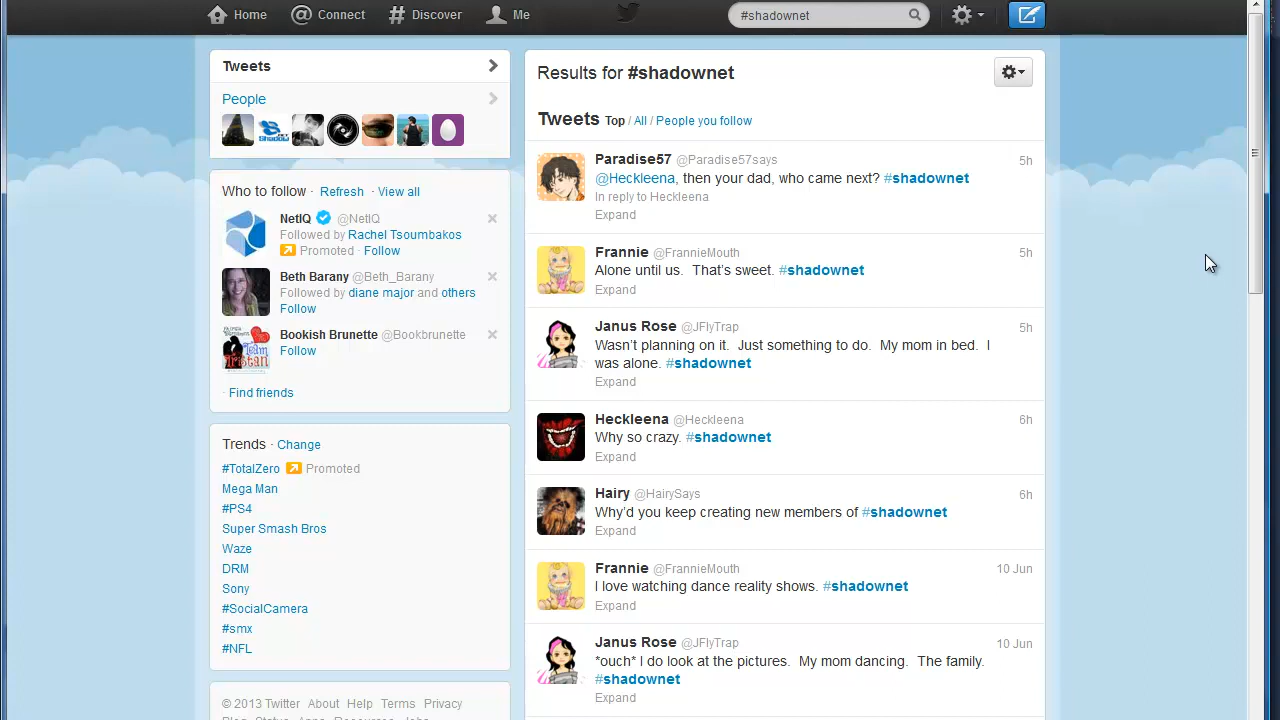 Home Connect Discover Me #shadownet
Tweets
People
Who to follow · Refresh · View all
NetIQ @NetIQ
Followed by Rachel Tsoumbakos
Promoted · Follow
Beth Barany @Beth_Barany
Followed by diane major and others
Follow
Bookish Brunette @Bookbrunette
Follow
· Find friends
Trends · Change
#TotalZero Promoted
Mega Man
#PS4
Super Smash Bros
Waze
DRM
Sony
#SocialCamera
#smx
#NFL
© 2013 Twitter About Help Terms Privacy
Results for #shadownet
Tweets Top / All / People you follow
Paradise57 @Paradise57says 5h
@Heckleena, then your dad, who came next? #shadownet
In reply to Heckleena
Expand
Frannie @FrannieMouth 5h
Alone until us. That's sweet. #shadownet
Expand
Janus Rose @JFlyTrap 5h
Wasn't planning on it. Just something to do. My mom in bed. I
was alone. #shadownet
Expand
Heckleena @Heckleena 6h
Why so crazy. #shadownet
Expand
Hairy @HairySays 6h
Why'd you keep creating new members of #shadownet
Expand
Frannie @FrannieMouth 10 Jun
I love watching dance reality shows. #shadownet
Expand
Janus Rose @JFlyTrap 10 Jun
*ouch* I do look at the pictures. My mom dancing. The family.
#shadownet
Expand